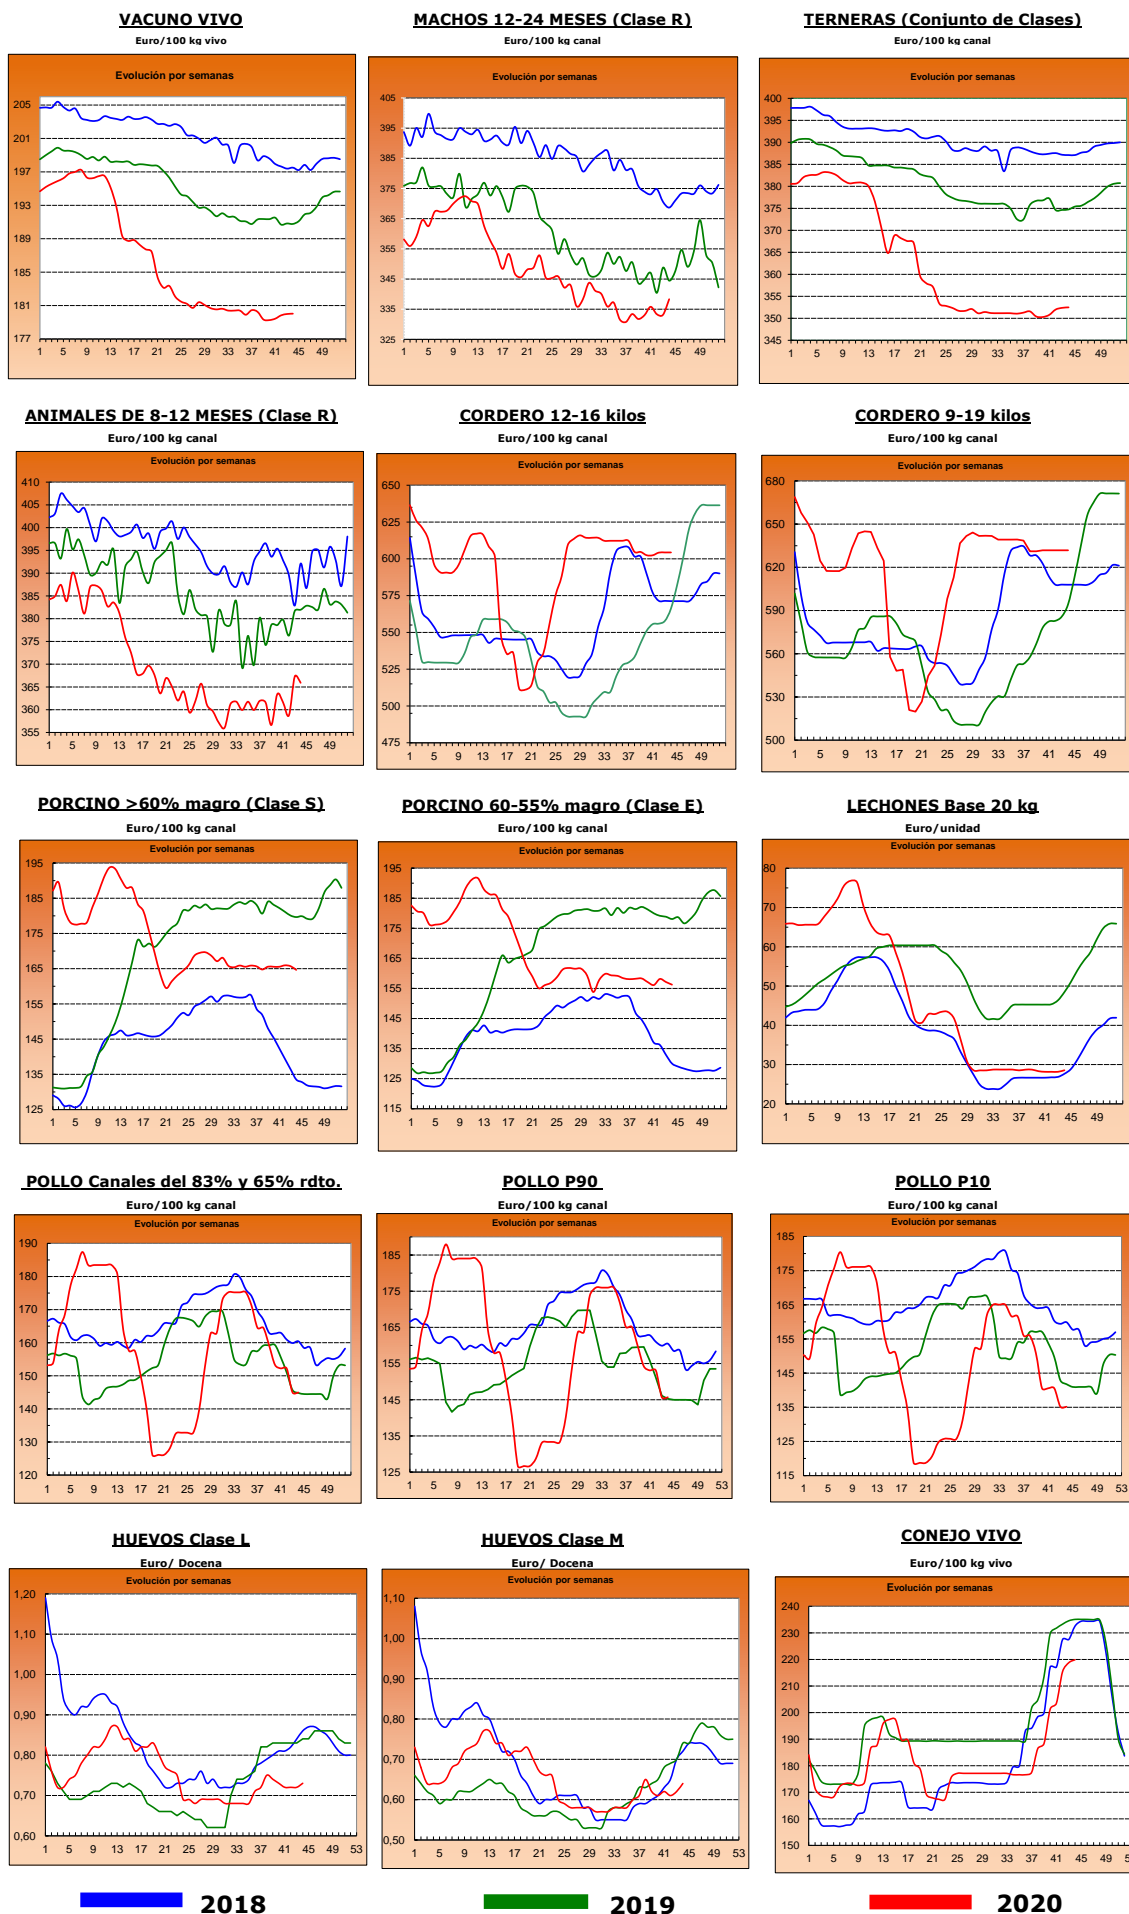 VACUNO VIVO
Euro/100 kg vivo
Evolución por semanas
205
201
197
193
189
185
181
177
1 5 9 13 17 21 25 29 33 37 41 45 49
MACHOS 12-24 MESES (Clase R)
Euro/100 kg canal
Evolución por semanas
405
395
385
375
365
355
345
335
325
1 5 9 13 17 21 25 29 33 37 41 45 49
TERNERAS (Conjunto de Clases)
Euro/100 kg canal
Evolución por semanas
400
395
390
385
380
375
370
365
360
355
350
345
1 5 9 13 17 21 25 29 33 37 41 45 49
ANIMALES DE 8-12 MESES (Clase R)
Euro/100 kg canal
Evolución por semanas
410
405
400
395
390
385
380
375
370
365
360
355
1 5 9 13 17 21 25 29 33 37 41 45 49
CORDERO 12-16 kilos
Euro/100 kg canal
Evolución por semanas
650
625
600
575
550
525
500
475
1 5 9 13 17 21 25 29 33 37 41 45 49
CORDERO 9-19 kilos
Euro/100 kg canal
Evolución por semanas
680
650
620
590
560
530
500
1 5 9 13 17 21 25 29 33 37 41 45 49
PORCINO >60% magro (Clase S)
Euro/100 kg canal
Evolución por semanas
195
185
175
165
155
145
135
125
1 5 9 13 17 21 25 29 33 37 41 45 49
PORCINO 60-55% magro (Clase E)
Euro/100 kg canal
Evolución por semanas
195
185
175
165
155
145
135
125
115
1 5 9 13 17 21 25 29 33 37 41 45 49
LECHONES Base 20 kg
Euro/unidad
Evolución por semanas
80
70
60
50
40
30
20
1 5 9 13 17 21 25 29 33 37 41 45 49
POLLO Canales del 83% y 65% rdto.
Euro/100 kg canal
Evolución por semanas
190
180
170
160
150
140
130
120
1 5 9 13 17 21 25 29 33 37 41 45 49 53
POLLO P90
Euro/100 kg canal
Evolución por semanas
185
175
165
155
145
135
125
1 5 9 13 17 21 25 29 33 37 41 45 49 53
POLLO P10
Euro/100 kg canal
Evolución por semanas
185
175
165
155
145
135
125
115
1 5 9 13 17 21 25 29 33 37 41 45 49 53
HUEVOS Clase L
Euro/ Docena
Evolución por semanas
1,20
1,10
1,00
0,90
0,80
0,70
0,60
1 5 9 13 17 21 25 29 33 37 41 45 49 53
HUEVOS Clase M
Euro/ Docena
Evolución por semanas
1,10
1,00
0,90
0,80
0,70
0,60
0,50
1 5 9 13 17 21 25 29 33 37 41 45 49 53
CONEJO VIVO
Euro/100 kg vivo
Evolución por semanas
240
230
220
210
200
190
180
170
160
150
1 5 9 13 17 21 25 29 33 37 41 45 49
2018
2019
2020